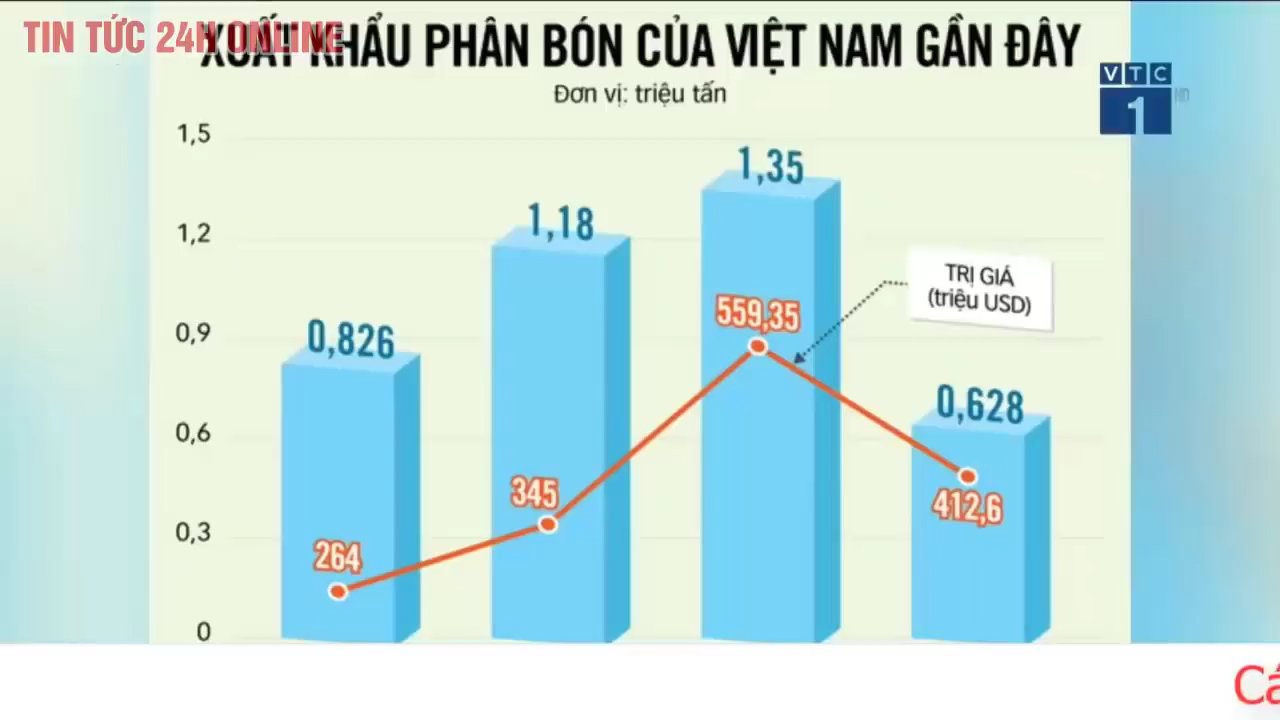 TIN TỨC 24H ONLINE
XUẤT KHẨU PHÂN BÓN CỦA VIỆT NAM GẦN ĐÂY
Đơn vị: triệu tấn
VTC
1
HD
1,5
1,2
0,9
0,6
0,3
0
0,826
1,18
1,35
0,628
264
345
559,35
412,6
TRỊ GIÁ
(triệu USD)
Cá